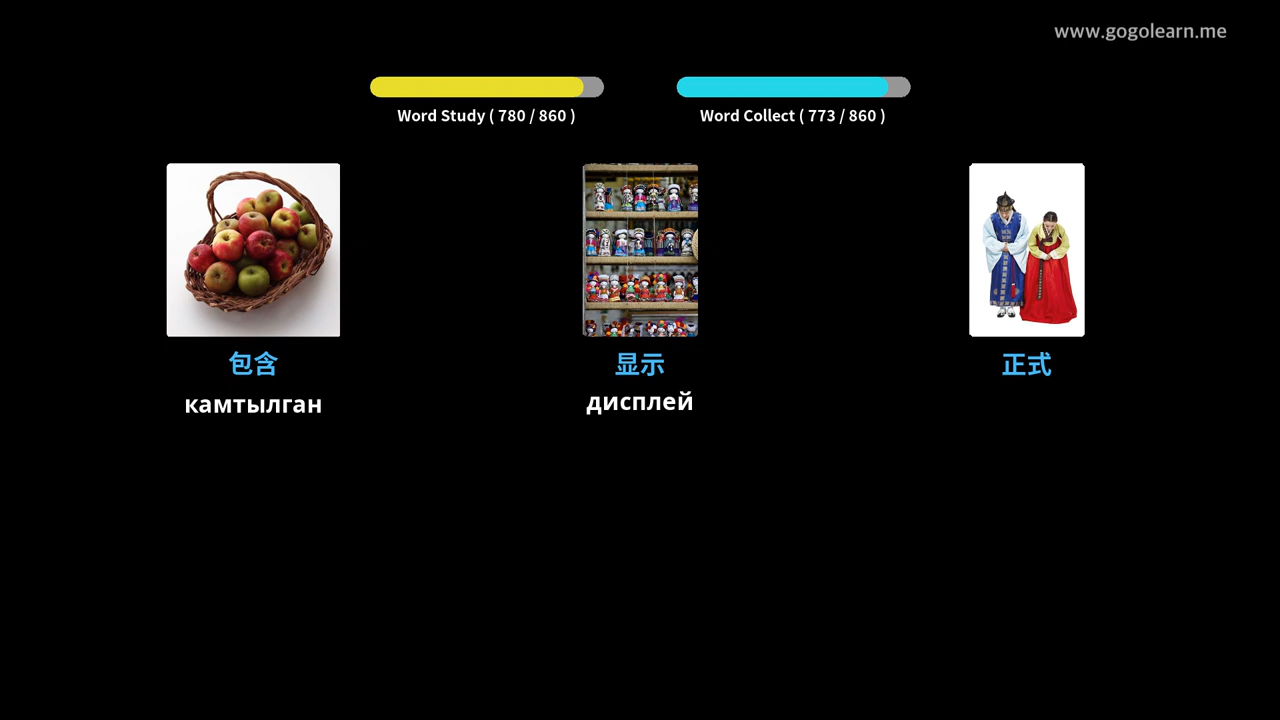 www.gogolearn.me
Word Study ( 780 / 860 )
Word Collect ( 773 / 860 )
包含
显示
正式
камтылган
дисплей